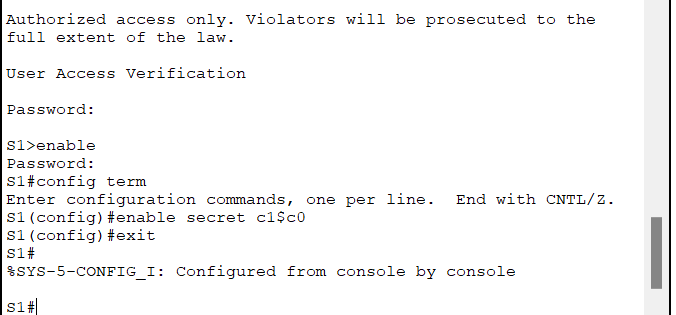 Authorized access only. Violators will be prosecuted to the
full extent of the law.
User Access Verification
Password:
S1>enable
Password:
S1#config term
Enter configuration commands, one per line.  End with CNTL/Z.
S1(config)#enable secret c1$c0
S1(config)#exit
S1#
%SYS-5-CONFIG_I: Configured from console by console
S1#